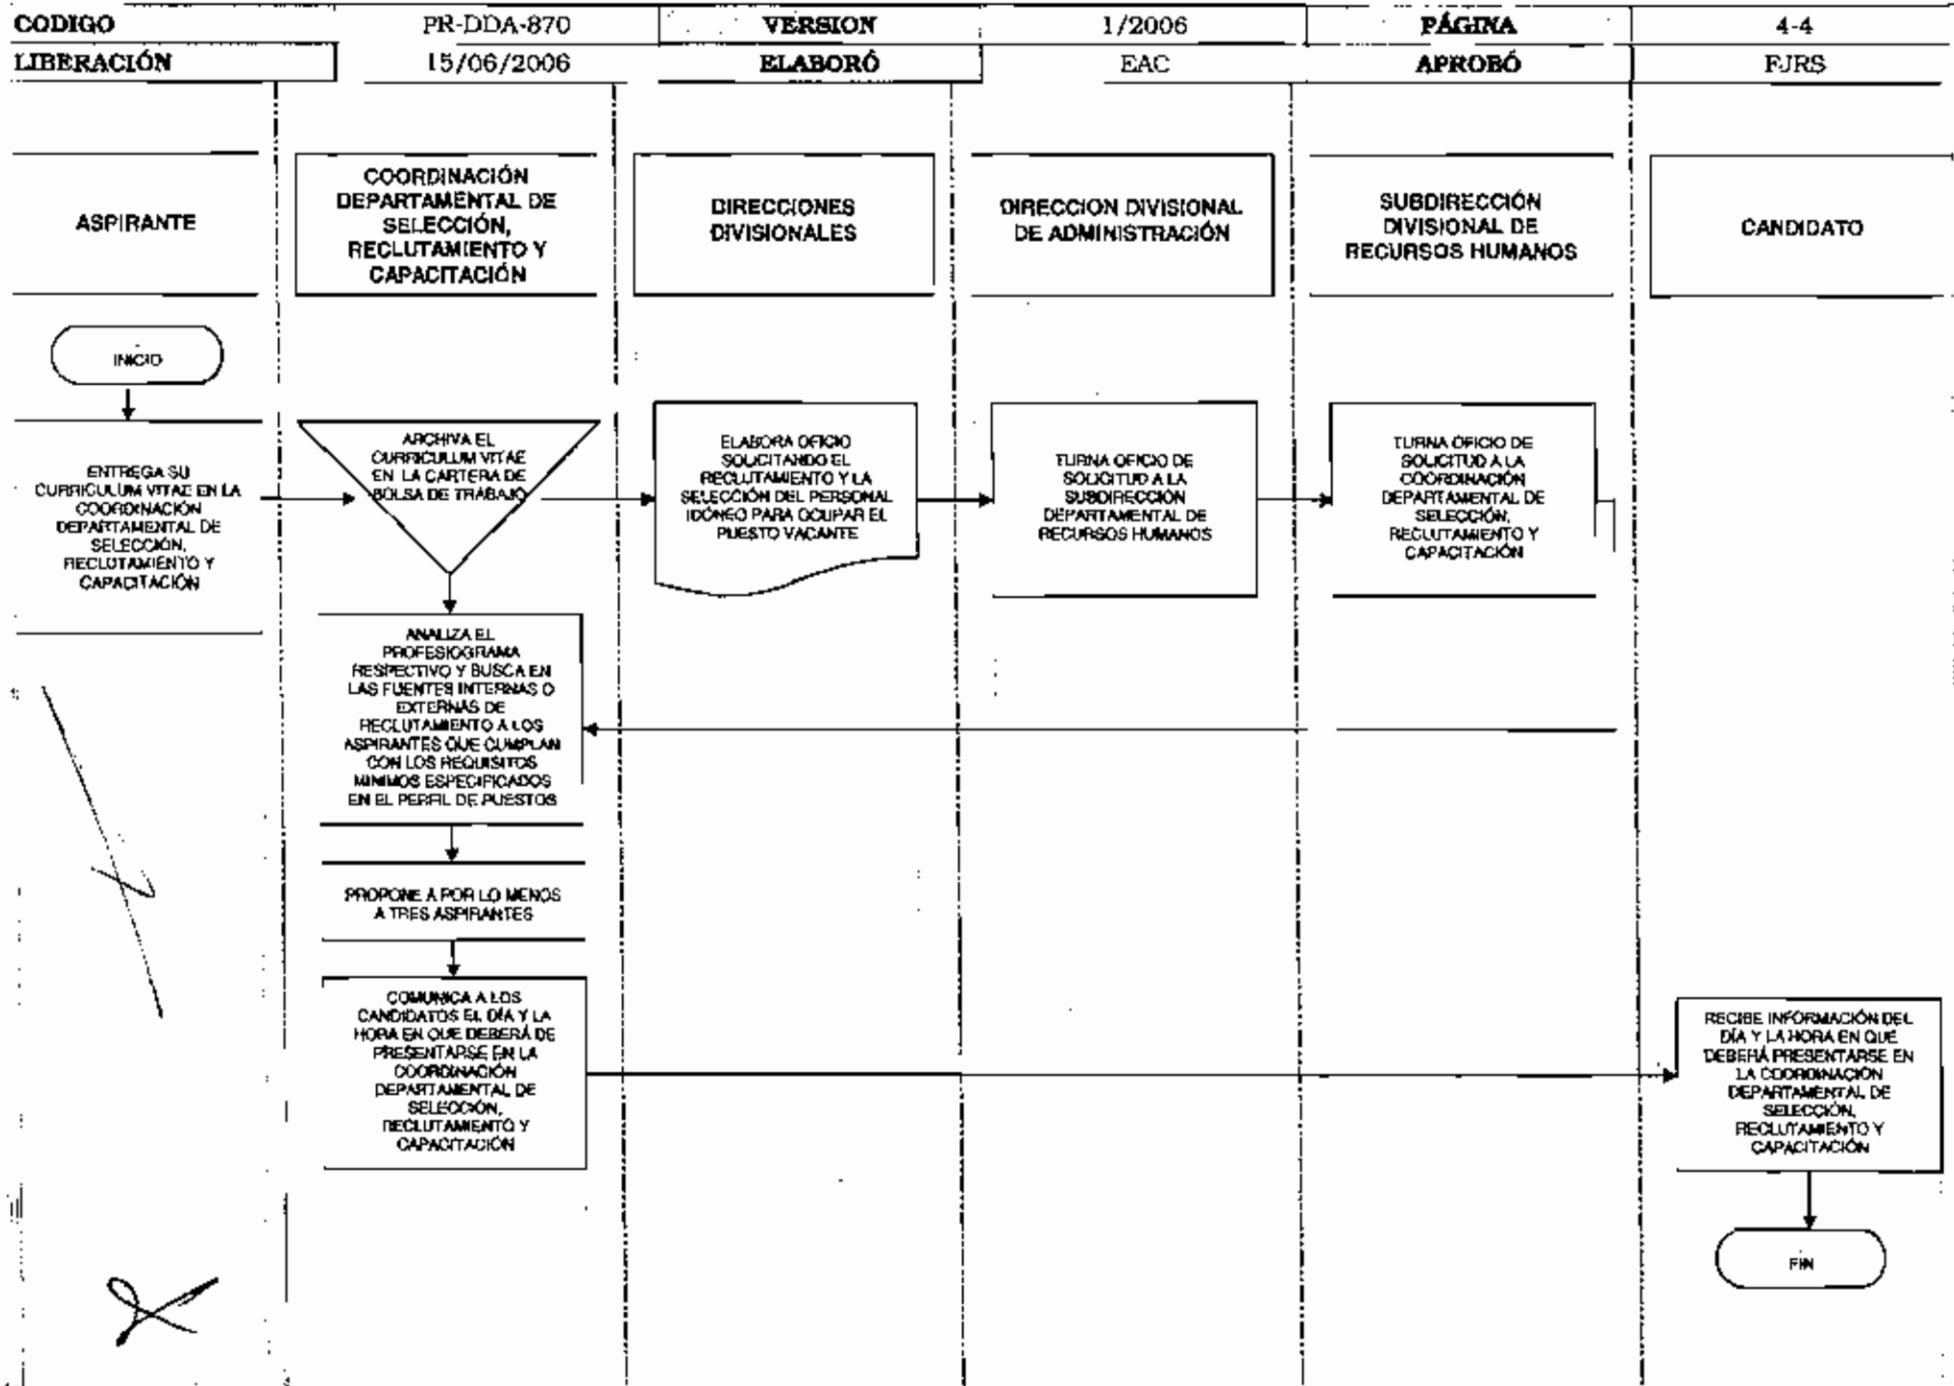 CODIGO PR-DDA-870 VERSION 1/2006 PÁGINA 4-4
LIBERACIÓN 15/06/2006 ELABORÓ EAC APROBÓ FJRS
ASPIRANTE
COORDINACIÓN
DEPARTAMENTAL DE
SELECCIÓN,
RECLUTAMIENTO Y
CAPACITACIÓN
DIRECCIONES
DIVISIONALES
DIRECCION DIVISIONAL
DE ADMINISTRACIÓN
SUBDIRECCIÓN
DIVISIONAL DE
RECURSOS HUMANOS
CANDIDATO
INICIO
ENTREGA SU
CURRICULUM VITAE EN LA
COORDINACIÓN
DEPARTAMENTAL DE
SELECCIÓN,
RECLUTAMIENTO Y
CAPACITACIÓN
ARCHIVA EL
CURRICULUM VITAE
EN LA CARTERA DE
BOLSA DE TRABAJO
ELABORA OFICIO
SOLICITANDO EL
RECLUTAMIENTO Y LA
SELECCIÓN DEL PERSONAL
IDÓNEO PARA OCUPAR EL
PUESTO VACANTE
TURNA OFICIO DE
SOLICITUD A LA
SUBDIRECCIÓN
DEPARTAMENTAL DE
RECURSOS HUMANOS
TURNA OFICIO DE
SOLICITUD A LA
COORDINACIÓN
DEPARTAMENTAL DE
SELECCIÓN,
RECLUTAMIENTO Y
CAPACITACIÓN
ANALIZA EL
PROFESIOGRAMA
RESPECTIVO Y BUSCA EN
LAS FUENTES INTERNAS O
EXTERNAS DE
RECLUTAMIENTO A LOS
ASPIRANTES QUE CUMPLAN
CON LOS REQUISITOS
MINIMOS ESPECIFICADOS
EN EL PERFIL DE PUESTOS
PROPONE A POR LO MENOS
A TRES ASPIRANTES
COMUNICA A LOS
CANDIDATOS EL DÍA Y LA
HORA EN QUE DEBERÁ DE
PRESENTARSE EN LA
COORDINACIÓN
DEPARTAMENTAL DE
SELECCIÓN,
RECLUTAMIENTO Y
CAPACITACIÓN
RECIBE INFORMACIÓN DEL
DÍA Y LA HORA EN QUE
DEBERÁ PRESENTARSE EN
LA COORDINACIÓN
DEPARTAMENTAL DE
SELECCIÓN,
RECLUTAMIENTO Y
CAPACITACIÓN
FIN